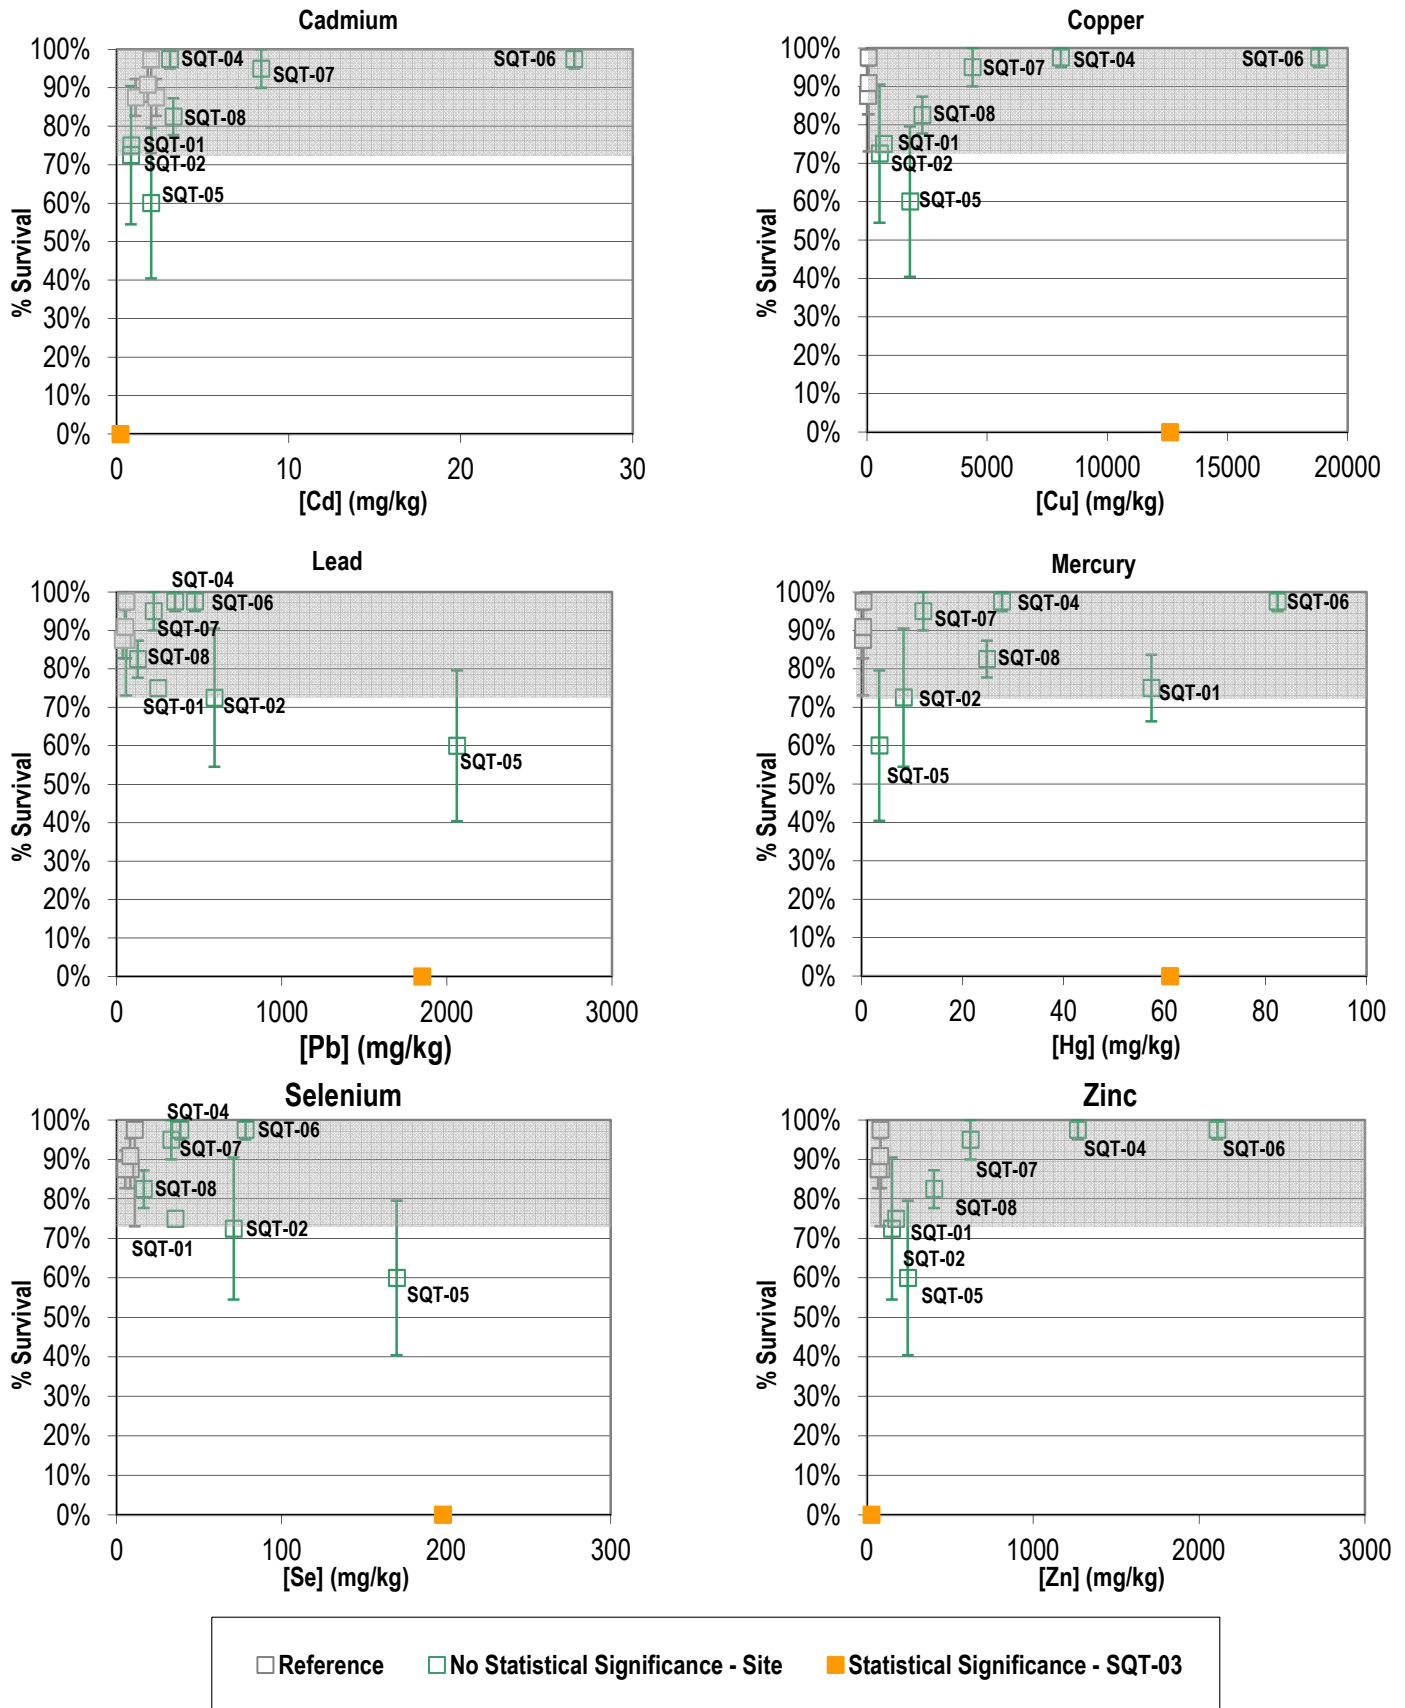 Cadmium
100%
90%
80%
70%
60%
50%
40%
30%
20%
10%
0%
% Survival
SQT-04
SQT-07
SQT-06
SQT-08
SQT-01
SQT-02
SQT-05
0 10 20 30
[Cd] (mg/kg)
Copper
100%
90%
80%
70%
60%
50%
40%
30%
20%
10%
0%
% Survival
SQT-07
SQT-04
SQT-06
SQT-08
SQT-01
SQT-02
SQT-05
0 5000 10000 15000 20000
[Cu] (mg/kg)
Lead
100%
90%
80%
70%
60%
50%
40%
30%
20%
10%
0%
% Survival
SQT-04
SQT-06
SQT-07
SQT-08
SQT-01
SQT-02
SQT-05
0 1000 2000 3000
[Pb] (mg/kg)
Mercury
100%
90%
80%
70%
60%
50%
40%
30%
20%
10%
0%
% Survival
SQT-07
SQT-04
SQT-06
SQT-08
SQT-02
SQT-01
SQT-05
0 20 40 60 80 100
[Hg] (mg/kg)
Selenium
100%
90%
80%
70%
60%
50%
40%
30%
20%
10%
0%
% Survival
SQT-04
SQT-06
SQT-07
SQT-08
SQT-01
SQT-02
SQT-05
0 100 200 300
[Se] (mg/kg)
Zinc
100%
90%
80%
70%
60%
50%
40%
30%
20%
10%
0%
% Survival
SQT-04
SQT-06
SQT-07
SQT-08
SQT-01
SQT-02
SQT-05
0 1000 2000 3000
[Zn] (mg/kg)
Reference No Statistical Significance - Site Statistical Significance - SQT-03